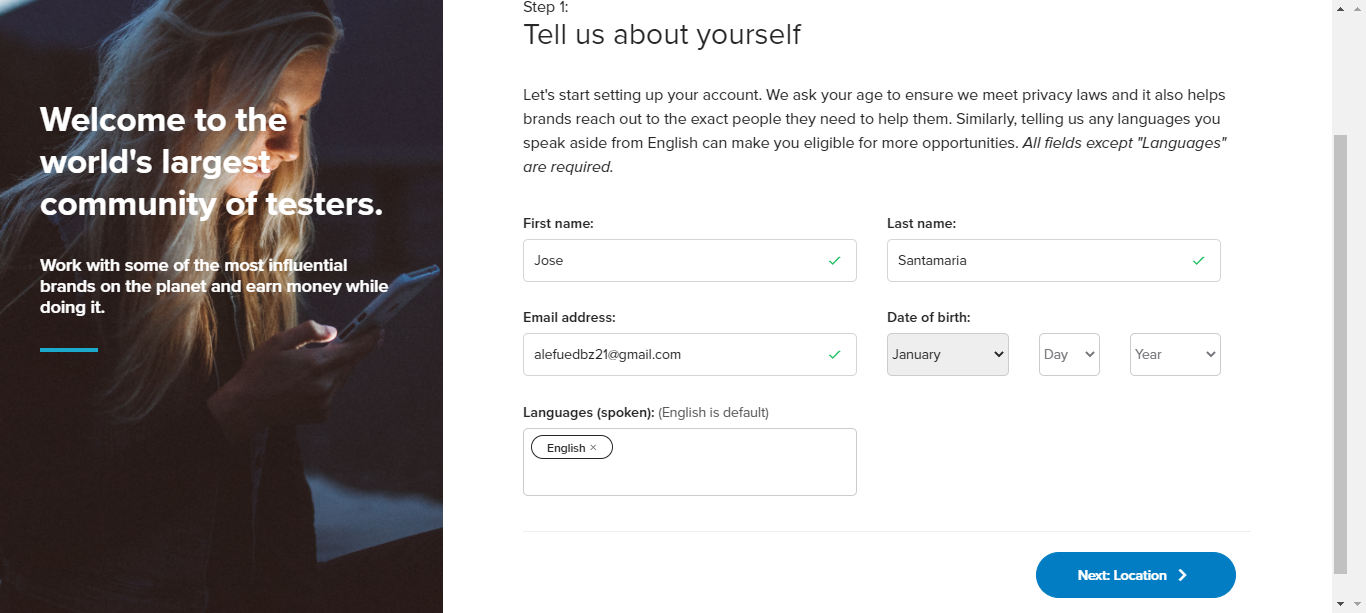 Welcome to the
world's largest
community of testers.
Work with some of the most influential
brands on the planet and earn money while
doing it.
Step 1:
Tell us about yourself
Let's start setting up your account. We ask your age to ensure we meet privacy laws and it also helps
brands reach out to the exact people they need to help them. Similarly, telling us any languages you
speak aside from English can make you eligible for more opportunities. All fields except "Languages"
are required.
First name:
Last name:
Jose
Santamaria
Email address:
Date of birth:
alefuedbz21@gmail.com
January
Day
Year
Languages (spoken): (English is default)
English ×
Next: Location